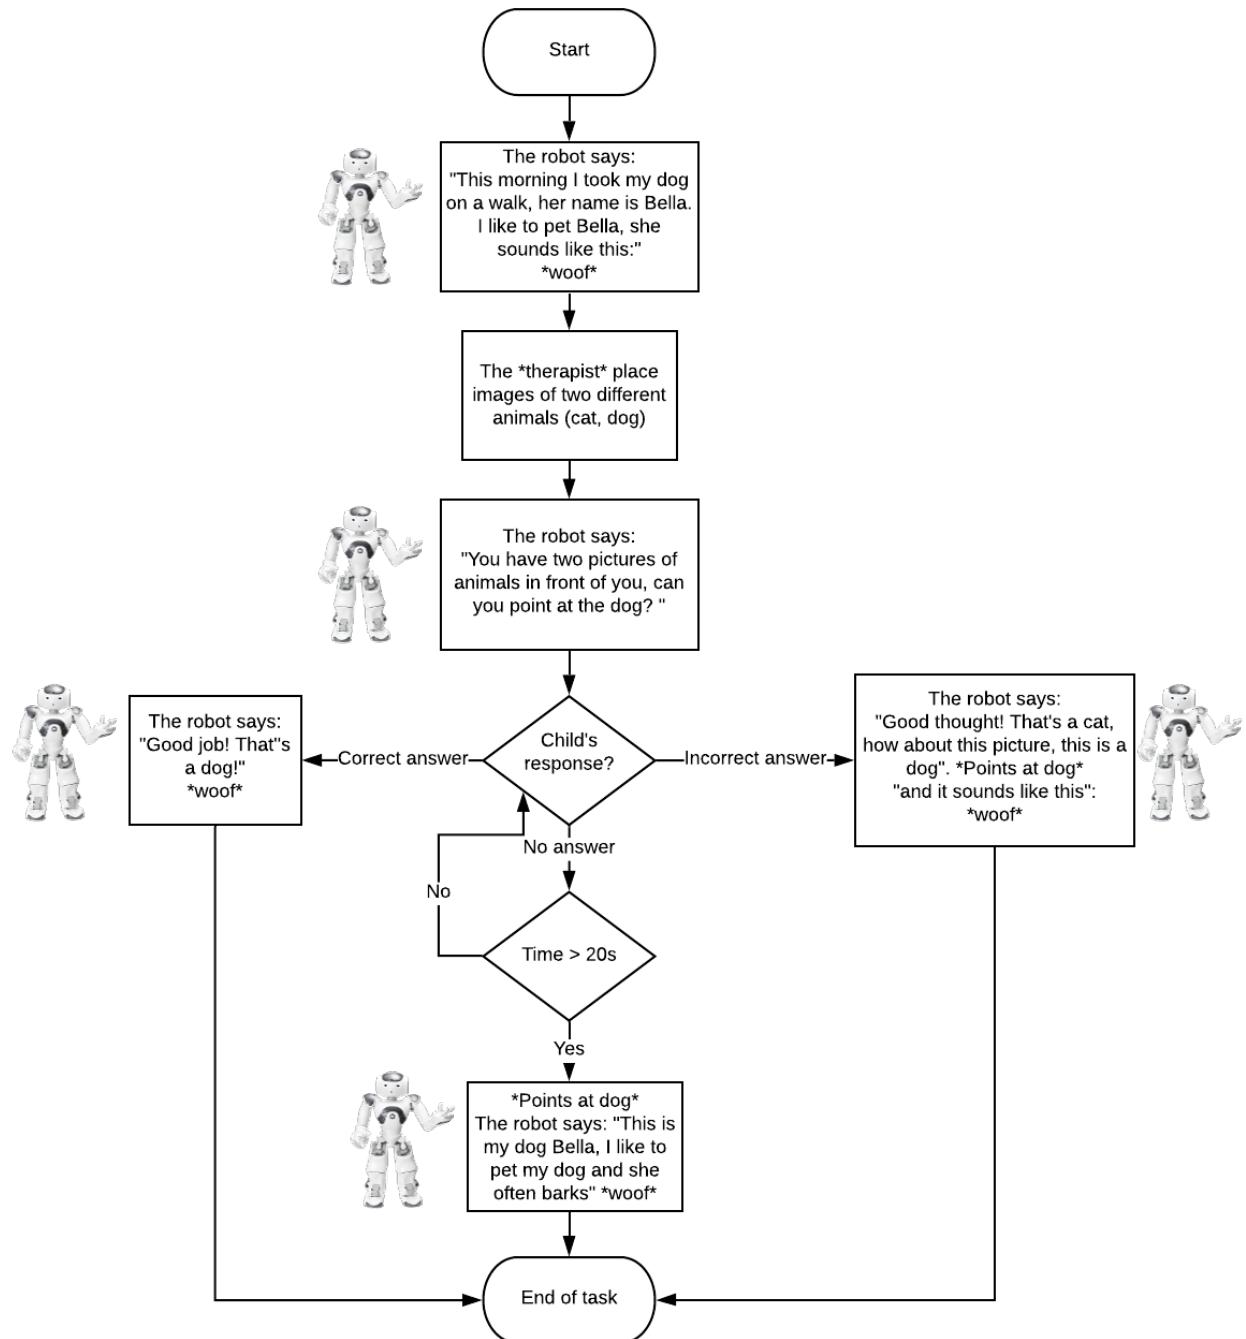 Start
The robot says:
"This morning I took my dog
on a walk, her name is Bella.
I like to pet Bella, she
sounds like this:"
*woof*
The *therapist* place
images of two different
animals (cat, dog)
The robot says:
"You have two pictures of
animals in front of you, can
you point at the dog? "
Child's
response?
Correct answer
The robot says:
"Good job! That"s
a dog!"
*woof*
Incorrect answer
The robot says:
"Good thought! That's a cat,
how about this picture, this is a
dog". *Points at dog*
"and it sounds like this":
*woof*
No answer
No
Time > 20s
Yes
*Points at dog*
The robot says: "This is
my dog Bella, I like to
pet my dog and she
often barks" *woof*
End of task